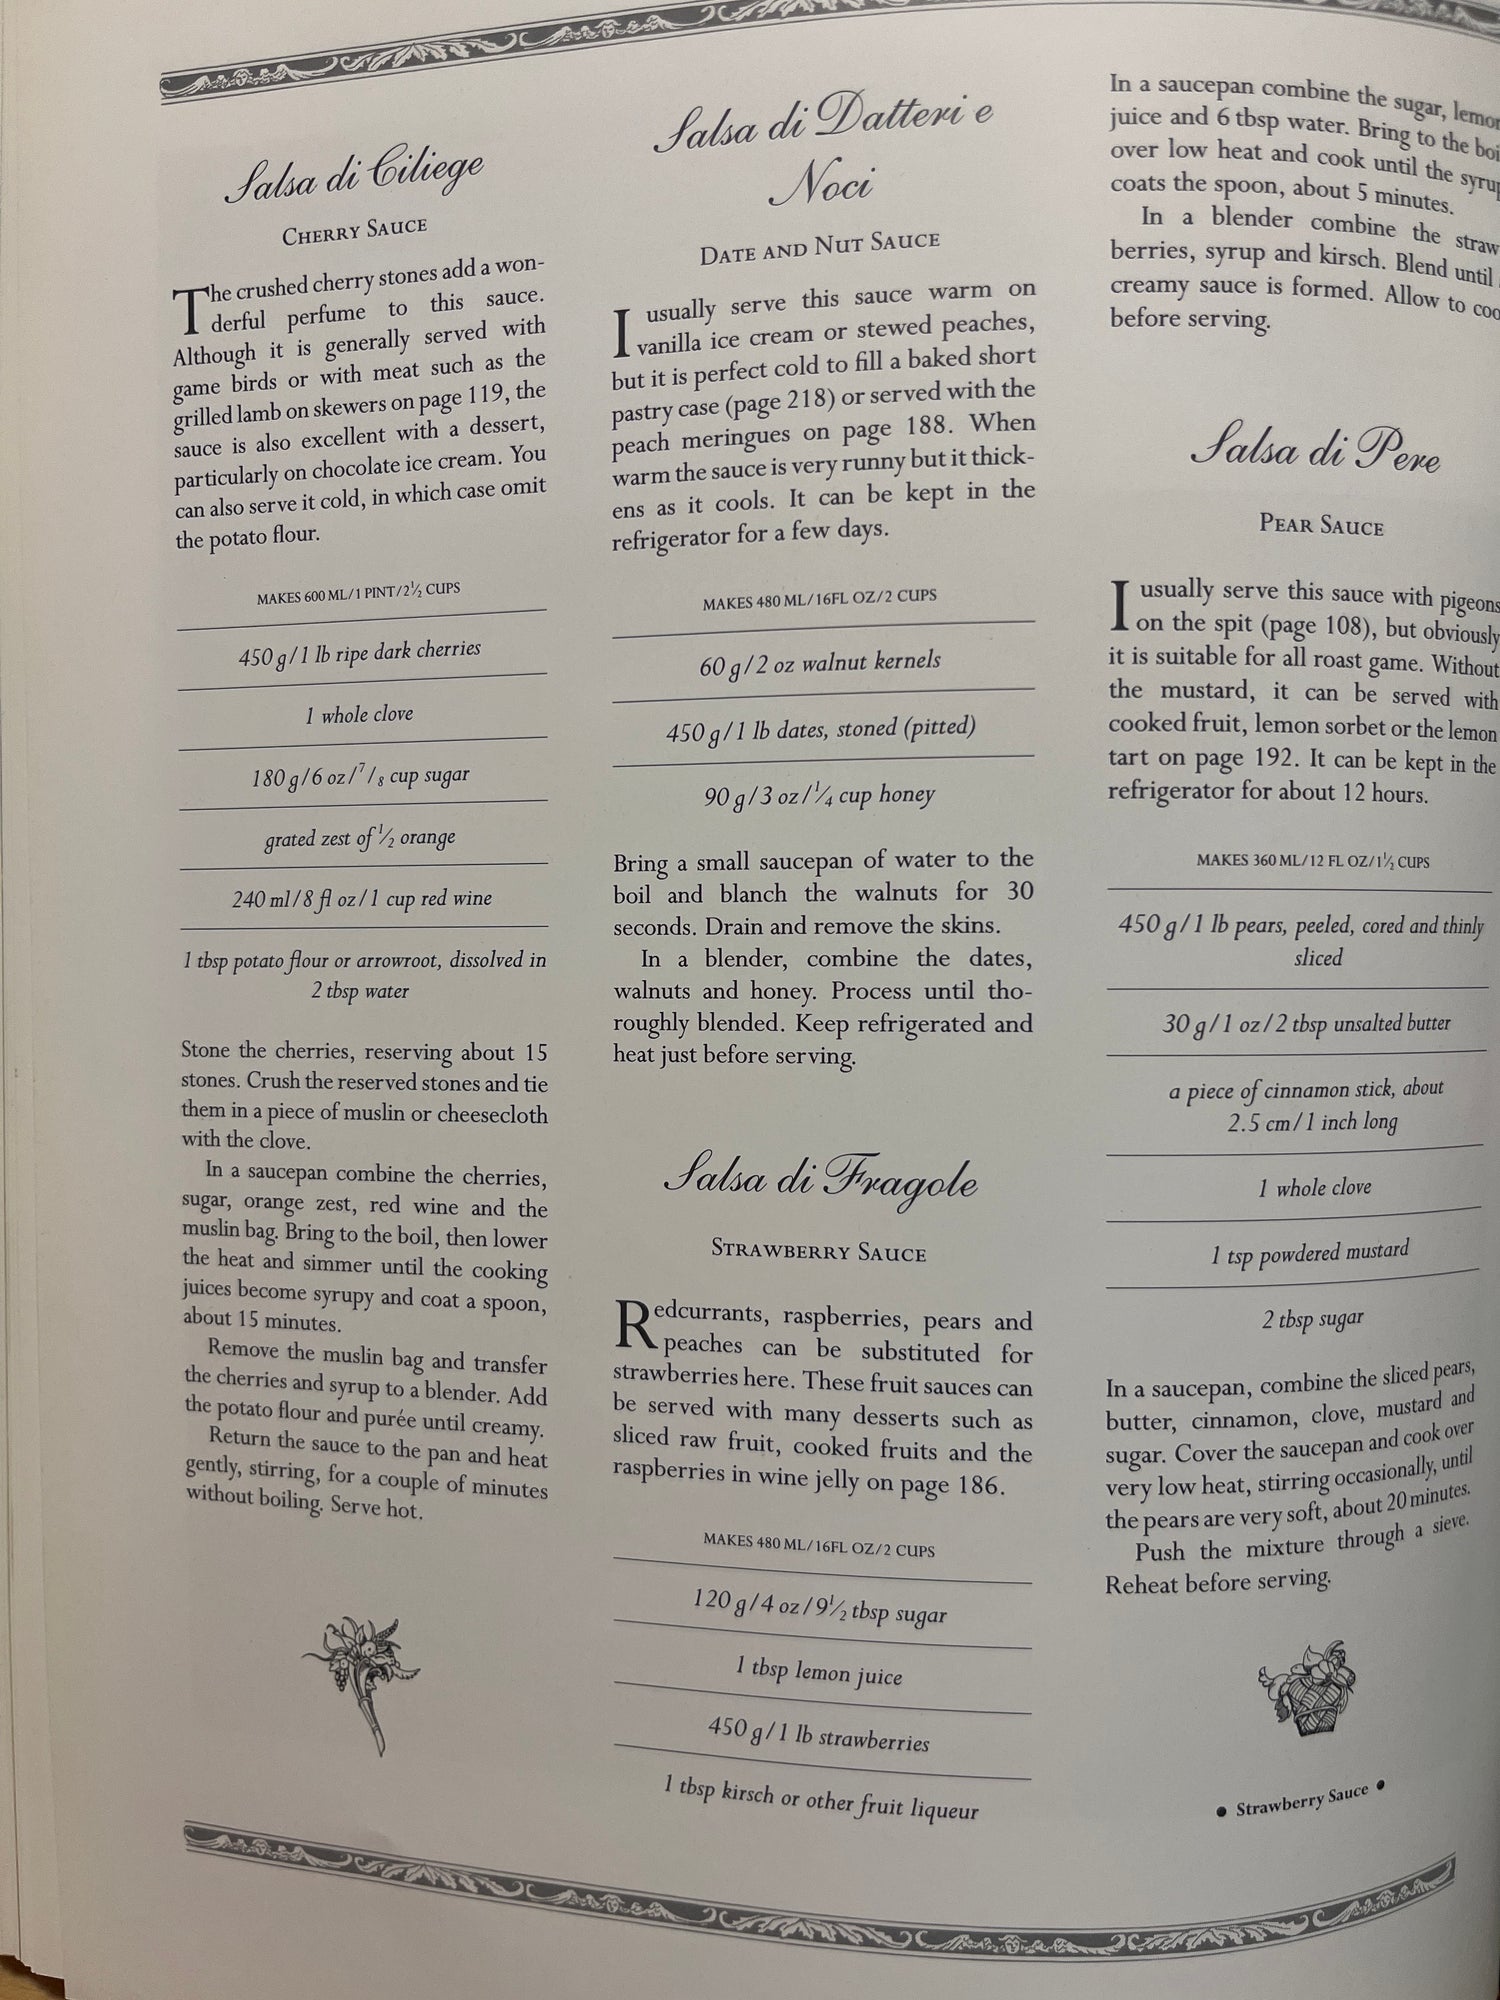 Salsa di Ciliege
CHERRY SAUCE
The crushed cherry stones add a won-
derful perfume to this sauce.
Although it is generally served with
game birds or with meat such as the
grilled lamb on skewers on page 119, the
sauce is also excellent with a dessert,
particularly on chocolate ice cream. You
can also serve it cold, in which case omit
the potato flour.
MAKES 600 ML/1 PINT/2½ CUPS
450 g/1 lb ripe dark cherries
1 whole clove
180 g/6 oz/⅞ cup sugar
grated zest of ½ orange
240 ml/8 fl oz/1 cup red wine
1 tbsp potato flour or arrowroot, dissolved in
2 tbsp water
Stone the cherries, reserving about 15
stones. Crush the reserved stones and tie
them in a piece of muslin or cheesecloth
with the clove.
In a saucepan combine the cherries,
sugar, orange zest, red wine and the
muslin bag. Bring to the boil, then lower
the heat and simmer until the cooking
juices become syrupy and coat a spoon,
about 15 minutes.
Remove the muslin bag and transfer
the cherries and syrup to a blender. Add
the potato flour and purée until creamy.
Return the sauce to the pan and heat
gently, stirring, for a couple of minutes
without boiling. Serve hot.
Salsa di Datteri e
Noci
DATE AND NUT SAUCE
I usually serve this sauce warm on
vanilla ice cream or stewed peaches,
but it is perfect cold to fill a baked short
pastry case (page 218) or served with the
peach meringues on page 188. When
warm the sauce is very runny but it thick-
ens as it cools. It can be kept in the
refrigerator for a few days.
MAKES 480 ML/16FL OZ/2 CUPS
60 g/2 oz walnut kernels
450 g/1 lb dates, stoned (pitted)
90 g/3 oz/¼ cup honey
Bring a small saucepan of water to the
boil and blanch the walnuts for 30
seconds. Drain and remove the skins.
In a blender, combine the dates,
walnuts and honey. Process until tho-
roughly blended. Keep refrigerated and
heat just before serving.
Salsa di Fragole
STRAWBERRY SAUCE
Redcurrants, raspberries, pears and
peaches can be substituted for
strawberries here. These fruit sauces can
be served with many desserts such as
sliced raw fruit, cooked fruits and the
raspberries in wine jelly on page 186.
MAKES 480 ML/16FL OZ/2 CUPS
120 g/4 oz/9½ tbsp sugar
1 tbsp lemon juice
450 g/1 lb strawberries
1 tbsp kirsch or other fruit liqueur
In a saucepan combine the sugar, lemon
juice and 6 tbsp water. Bring to the boi
over low heat and cook until the syrup
coats the spoon, about 5 minutes.
In a blender combine the straw
berries, syrup and kirsch. Blend until
creamy sauce is formed. Allow to coo
before serving.
Salsa di Pere
PEAR SAUCE
I usually serve this sauce with pigeons
on the spit (page 108), but obviously
it is suitable for all roast game. Without
the mustard, it can be served with
cooked fruit, lemon sorbet or the lemon
tart on page 192. It can be kept in the
refrigerator for about 12 hours.
MAKES 360 ML/12 FL OZ/1½ CUPS
450 g/1 lb pears, peeled, cored and thinly
sliced
30 g/1 oz/2 tbsp unsalted butter
a piece of cinnamon stick, about
2.5 cm/1 inch long
1 whole clove
1 tsp powdered mustard
2 tbsp sugar
In a saucepan, combine the sliced pears,
butter, cinnamon, clove, mustard and
sugar. Cover the saucepan and cook over
very low heat, stirring occasionally, until
the pears are very soft, about 20 minutes.
Push the mixture through a sieve.
Reheat before serving.
• Strawberry Sauce •